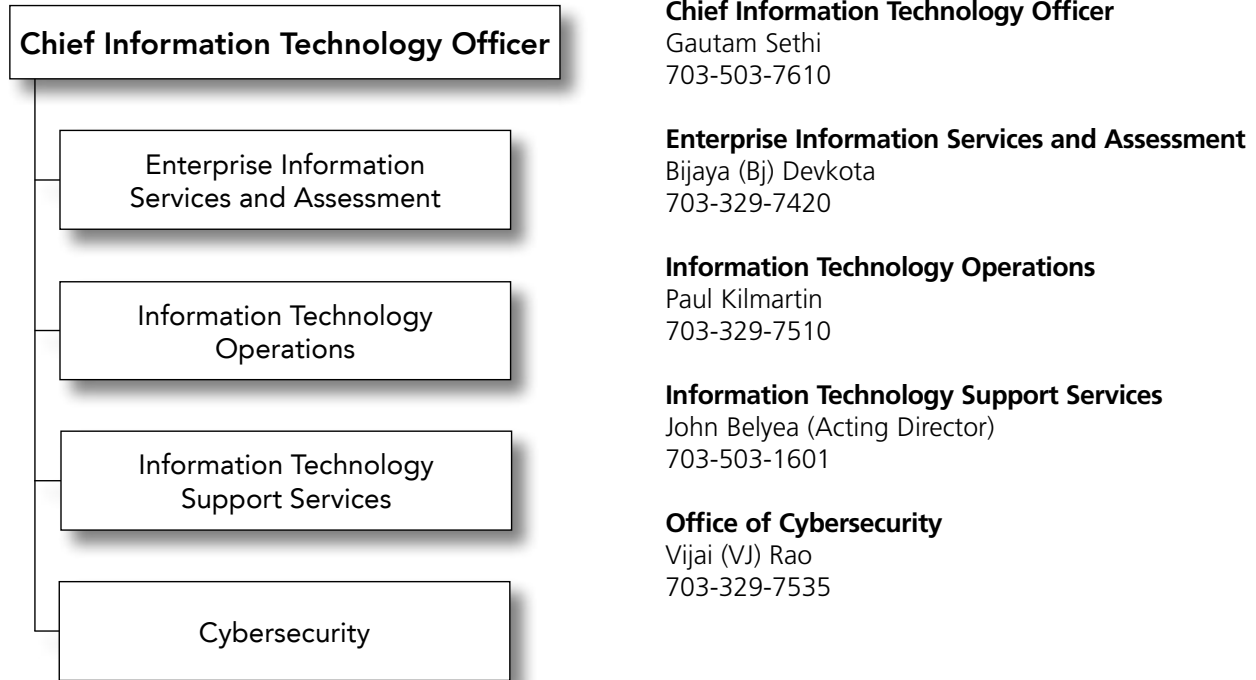 Chief Information Technology Officer
Enterprise Information
Services and Assessment
Information Technology
Operations
Information Technology
Support Services
Cybersecurity
Chief Information Technology Officer
Gautam Sethi
703-503-7610
Enterprise Information Services and Assessment
Bijaya (Bj) Devkota
703-329-7420
Information Technology Operations
Paul Kilmartin
703-329-7510
Information Technology Support Services
John Belyea (Acting Director)
703-503-1601
Office of Cybersecurity
Vijai (VJ) Rao
703-329-7535